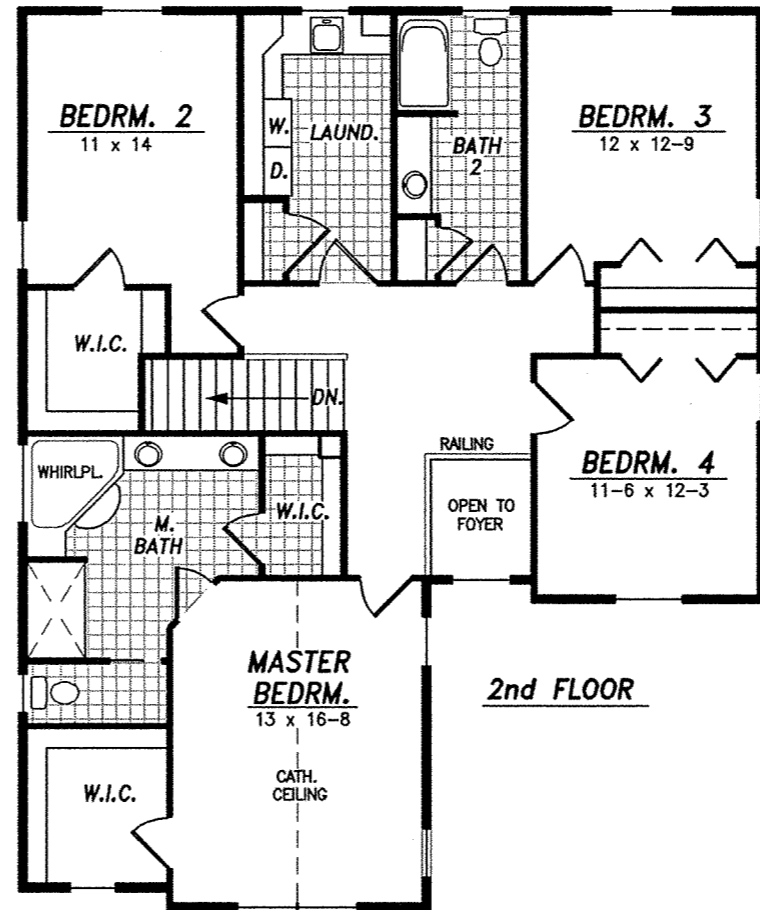 BEDRM. 2
11 x 14
W.
D.
LAUND.
BATH
2
BEDRM. 3
12 x 12-9
W.I.C.
DN.
RAILING
BEDRM. 4
11-6 x 12-3
WHIRLPL.
M.
BATH
W.I.C.
OPEN TO
FOYER
MASTER
BEDRM.
13 x 16-8
2nd FLOOR
CATH.
CEILING
W.I.C.